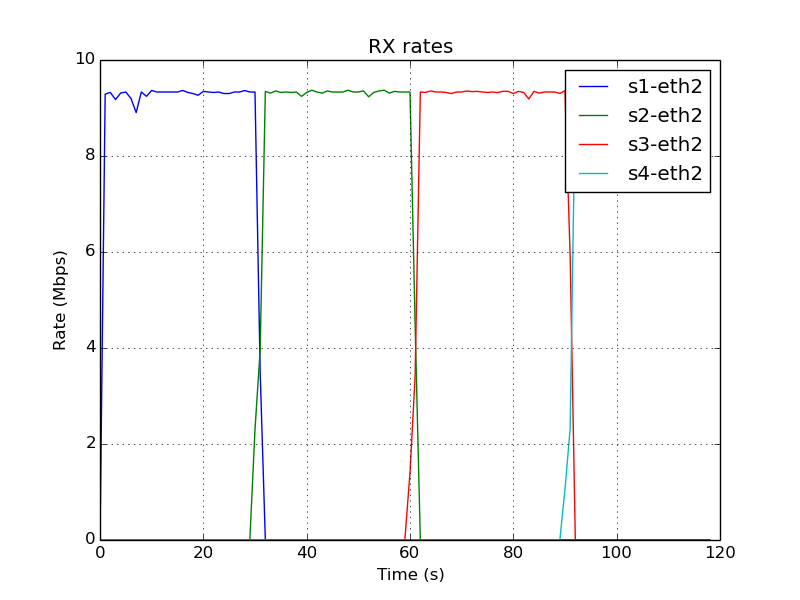 RX rates
10
8
6
4
2
0
Rate (Mbps)
s1-eth2
s2-eth2
s3-eth2
s4-eth2
0 20 40 60 80 100 120
Time (s)